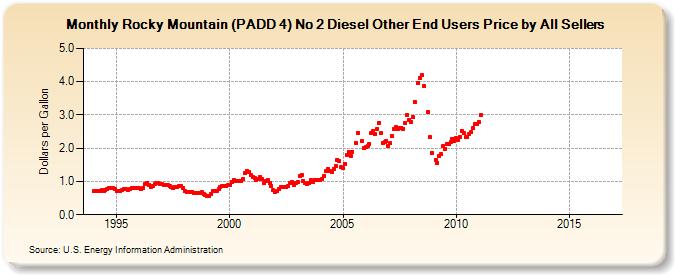 Monthly Rocky Mountain (PADD 4) No 2 Diesel Other End Users Price by All Sellers
Dollars per Gallon
5.0
4.0
3.0
2.0
1.0
0.0
1995 2000 2005 2010 2015
Source: U.S. Energy Information Administration